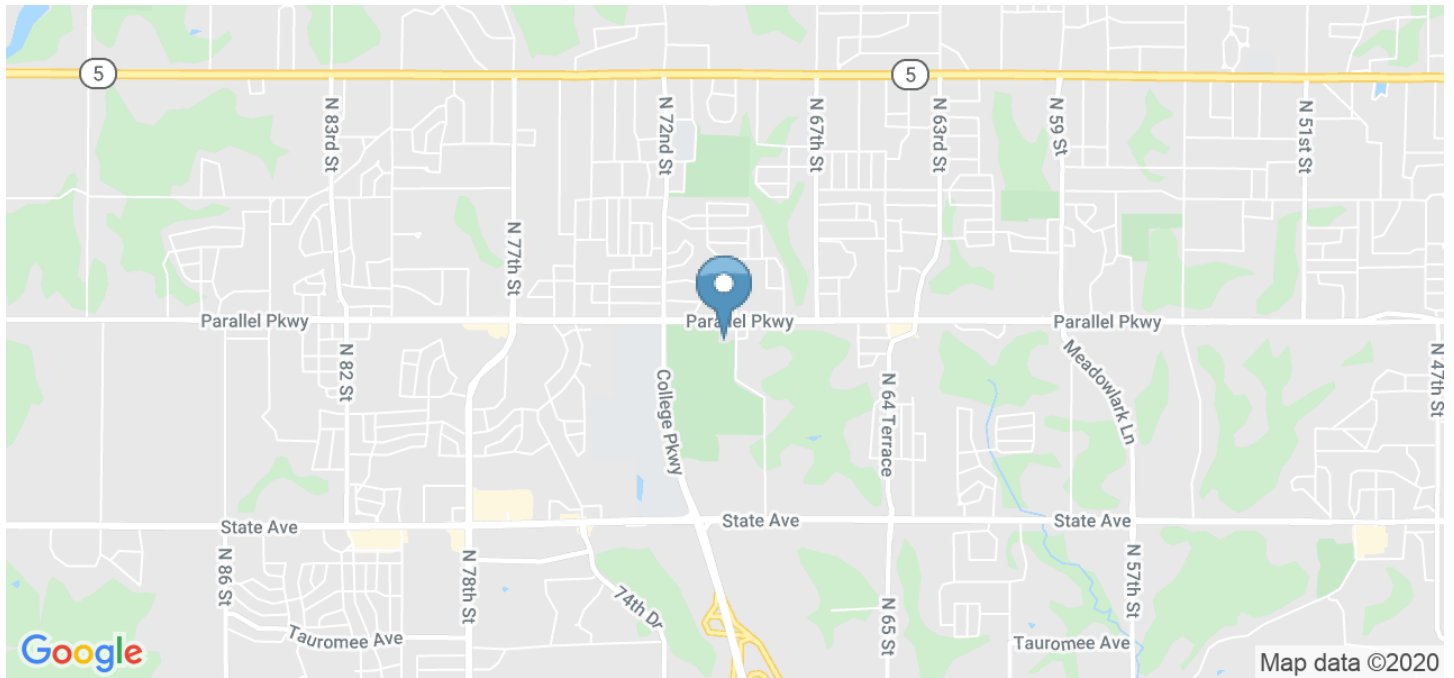 5
5
N 83rd St
N 77th St
N 72nd St
N 67th St
N 63rd St
N 59 St
N 51st St
Parallel Pkwy
Parallel Pkwy
Parallel Pkwy
N 82 St
College Pkwy
N 64 Terrace
Meadowlark Ln
N 47th St
State Ave
State Ave
State Ave
N 86 St
N 78th St
74th Dr
N 65 St
N 57th St
Tauromee Ave
Tauromee Ave
Google
Map data ©2020